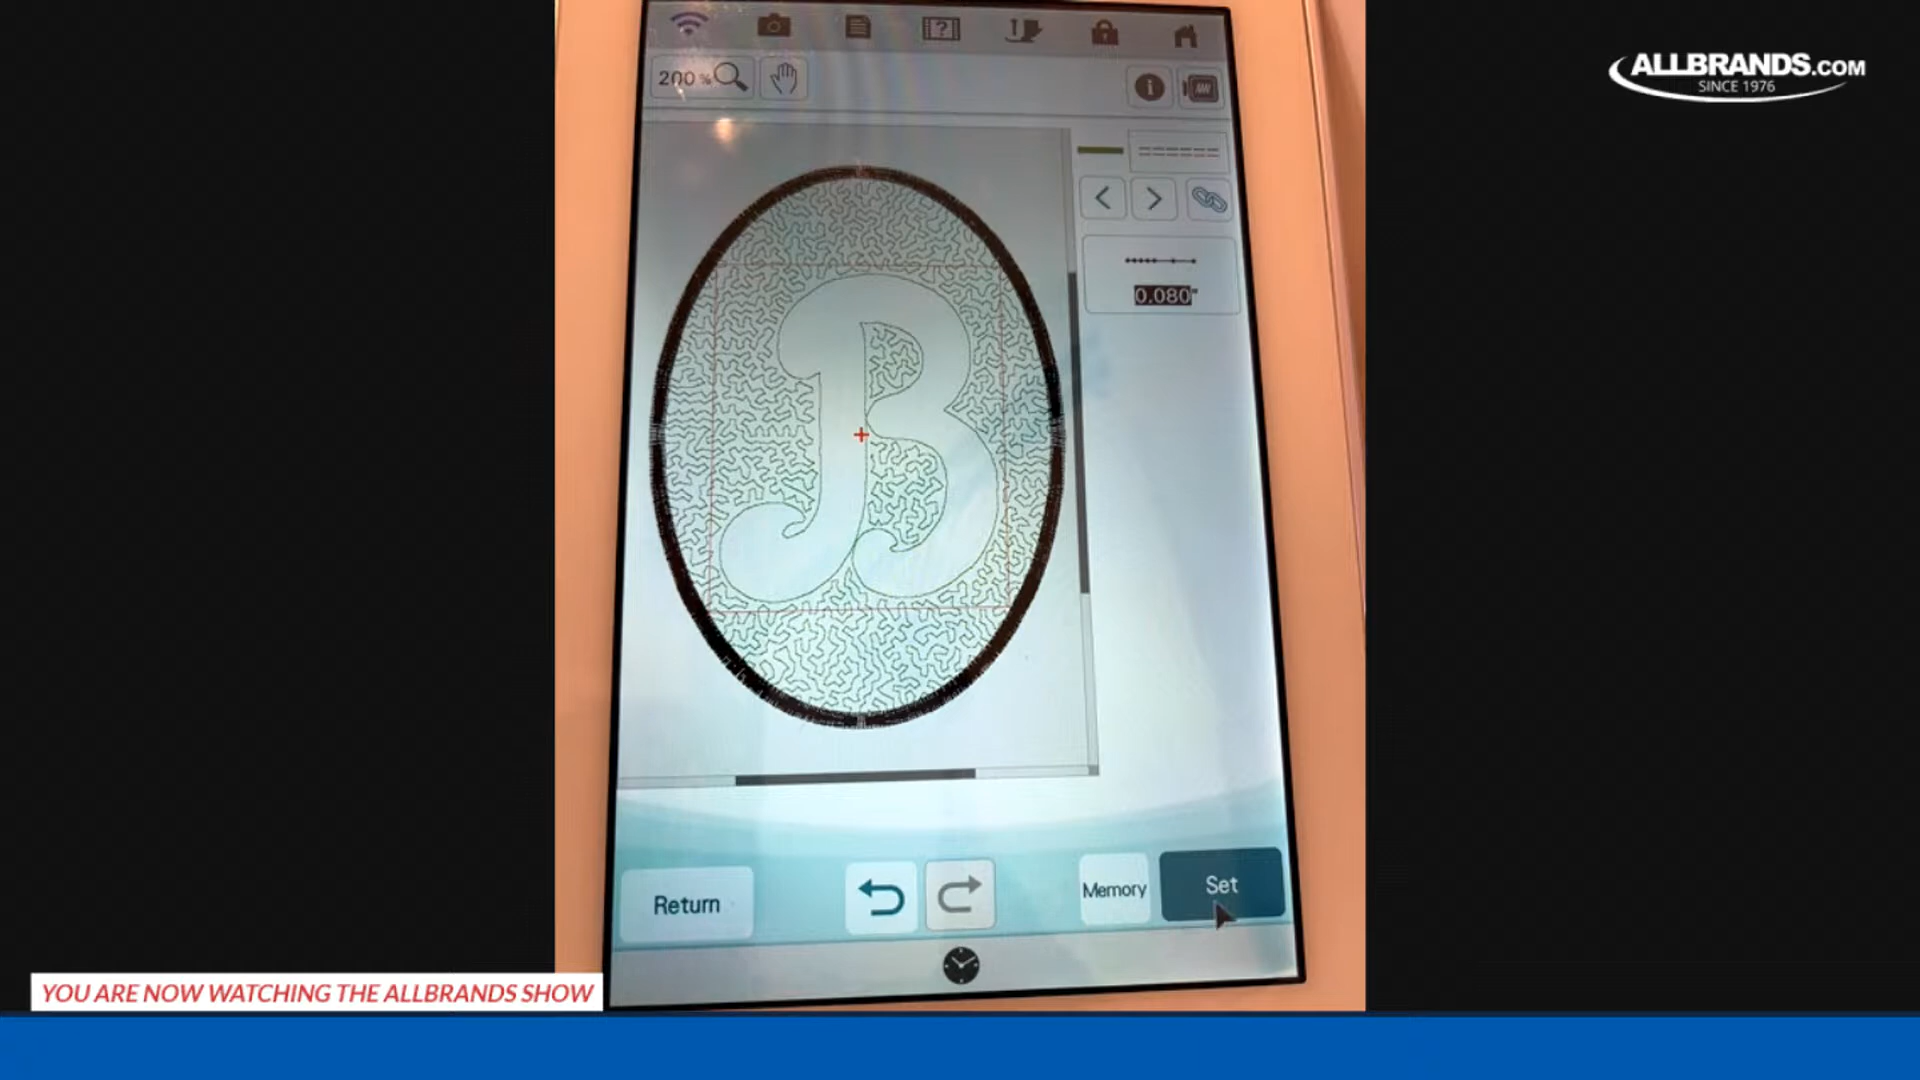 200 %
?
i
ALLBRANDS.COM
SINCE 1976
0.080"
B
Return
Memory
Set
YOU ARE NOW WATCHING THE ALLBRANDS SHOW